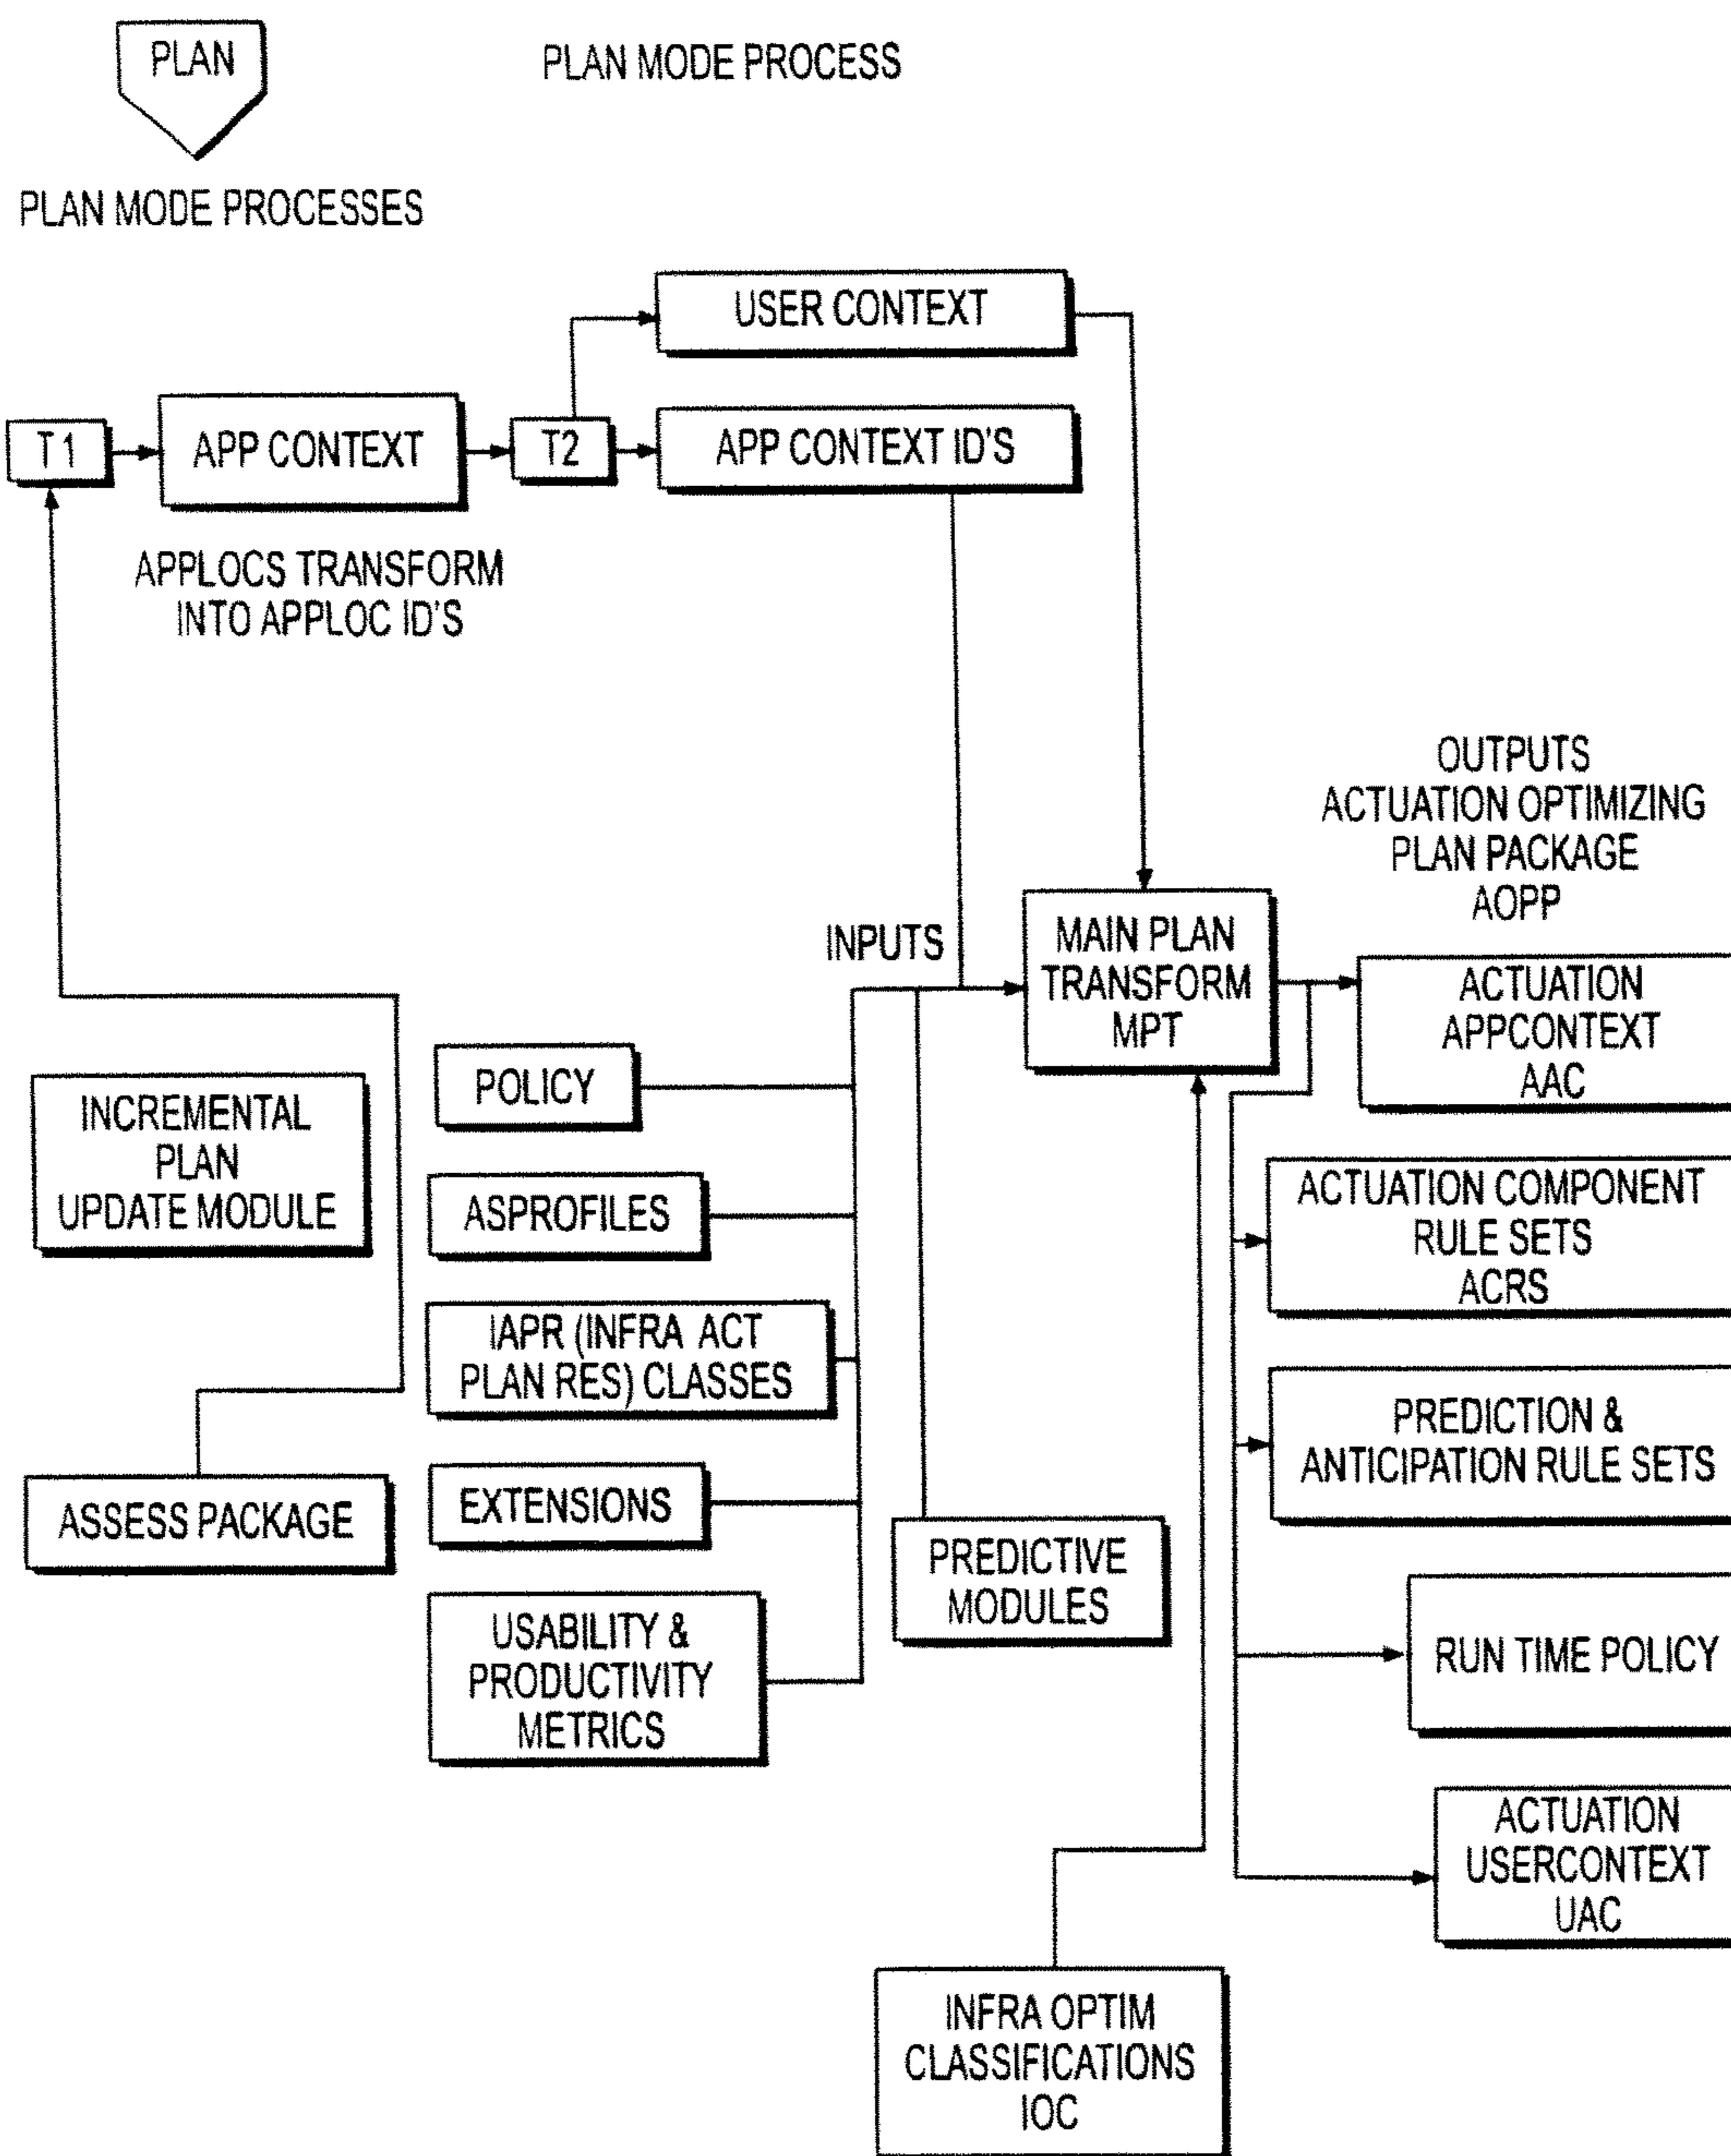 PLAN
PLAN MODE PROCESS
PLAN MODE PROCESSES
USER CONTEXT
T1
APP CONTEXT
T2
APP CONTEXT ID'S
APPLOCS TRANSFORM
INTO APPLOC ID'S
OUTPUTS
ACTUATION OPTIMIZING
PLAN PACKAGE
AOPP
INPUTS
MAIN PLAN
TRANSFORM
MPT
ACTUATION
APPCONTEXT
AAC
POLICY
INCREMENTAL
PLAN
UPDATE MODULE
ASPROFILES
ACTUATION COMPONENT
RULE SETS
ACRS
IAPR (INFRA ACT
PLAN RES) CLASSES
PREDICTION &
ANTICIPATION RULE SETS
ASSESS PACKAGE
EXTENSIONS
PREDICTIVE
MODULES
USABILITY &
PRODUCTIVITY
METRICS
RUN TIME POLICY
ACTUATION
USERCONTEXT
UAC
INFRA OPTIM
CLASSIFICATIONS
IOC